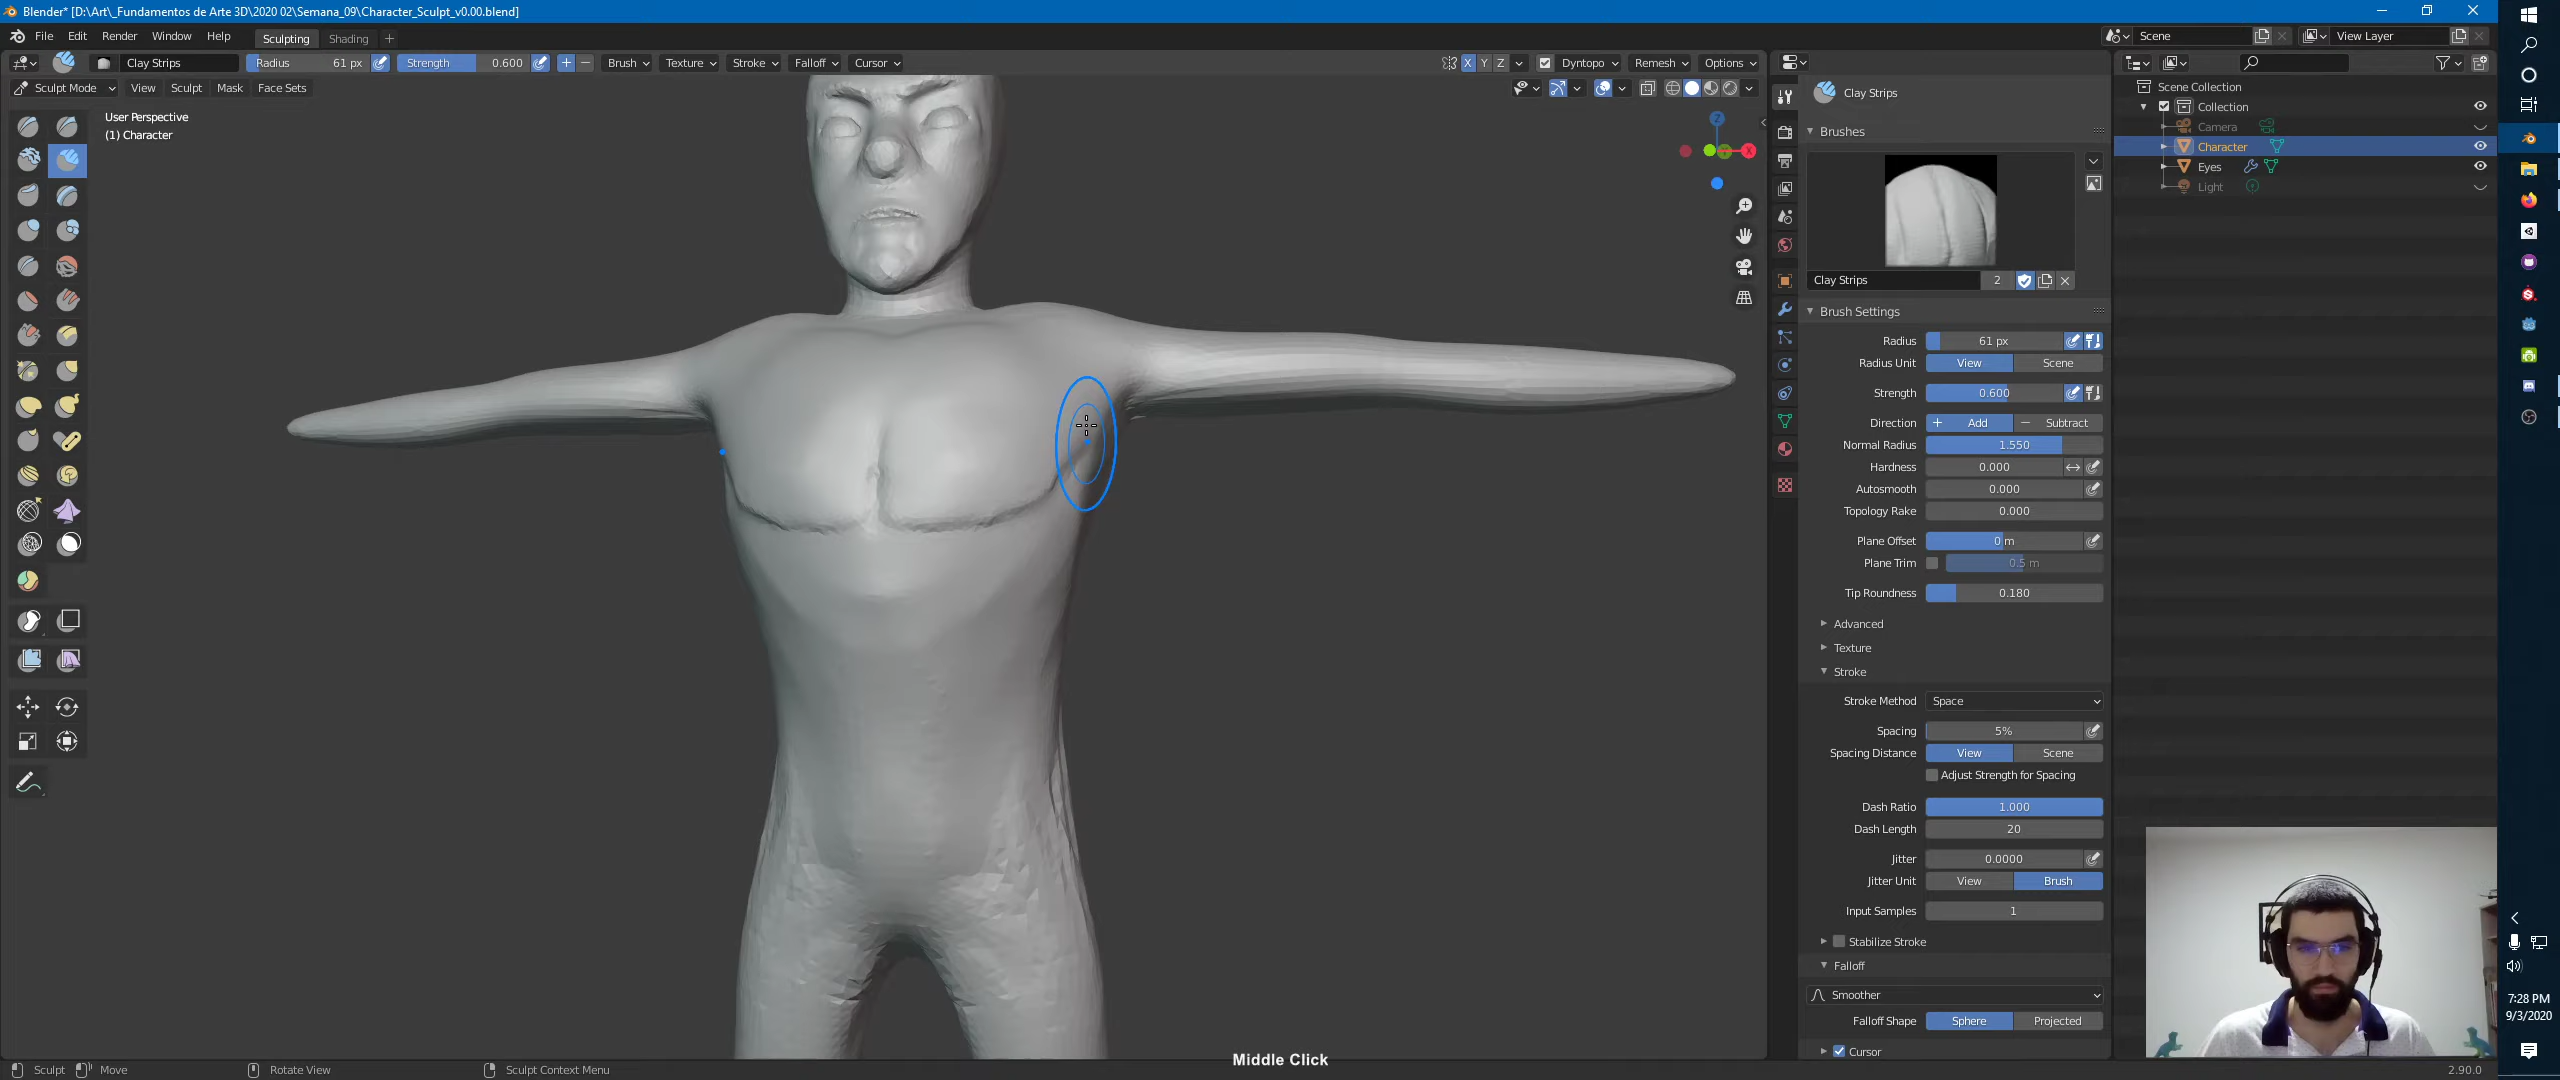 Blender* [D:\Art\_Fundamentos de Arte 3D\2020 02\Semana_09\Character_Sculpt_v0.00.blend]
File Edit Render Window Help Sculpting Shading + Scene View Layer
Clay Strips Radius 61 px Strength 0.600 + − Brush Texture Stroke Falloff Cursor X Y Z Dyntopo Remesh Options
Sculpt Mode View Sculpt Mask Face Sets
User Perspective
(1) Character
Z
X
Clay Strips
Brushes
Clay Strips 2
Brush Settings
Radius 61 px
Radius Unit View Scene
Strength 0.600
Direction + Add − Subtract
Normal Radius 1.550
Hardness 0.000
Autosmooth 0.000
Topology Rake 0.000
Plane Offset 0 m
Plane Trim 0.5 m
Tip Roundness 0.180
Advanced
Texture
Stroke
Stroke Method Space
Spacing 5%
Spacing Distance View Scene
Adjust Strength for Spacing
Dash Ratio 1.000
Dash Length 20
Jitter 0.0000
Jitter Unit View Brush
Input Samples 1
Stabilize Stroke
Falloff
Smoother
Falloff Shape Sphere Projected
Cursor
Scene Collection
Collection
Camera
Character
Eyes
Light
7:28 PM
9/3/2020
Middle Click
Sculpt Move Rotate View Sculpt Context Menu 2.90.0